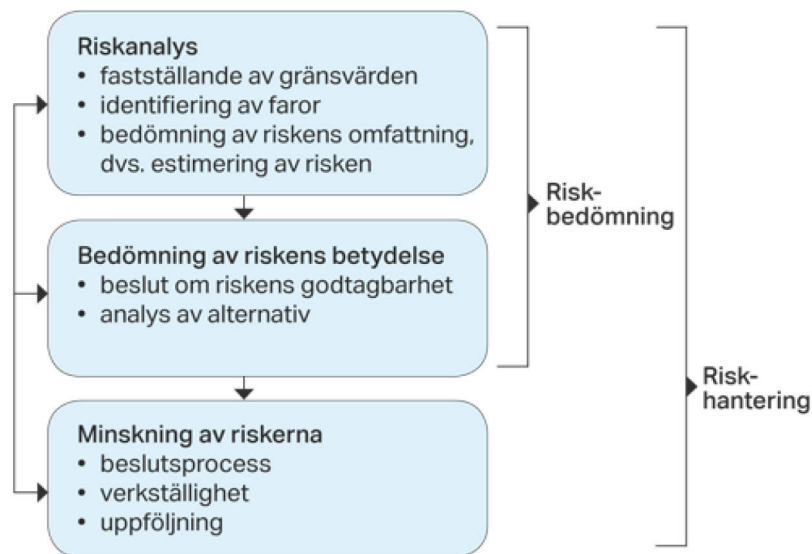 Riskanalys
• fastställande av gränsvärden
• identifiering av faror
• bedömning av riskens omfattning,
dvs. estimering av risken
Risk-
bedömning
Bedömning av riskens betydelse
• beslut om riskens godtagbarhet
• analys av alternativ
Risk-
hantering
Minskning av riskerna
• beslutsprocess
• verkställighet
• uppföljning